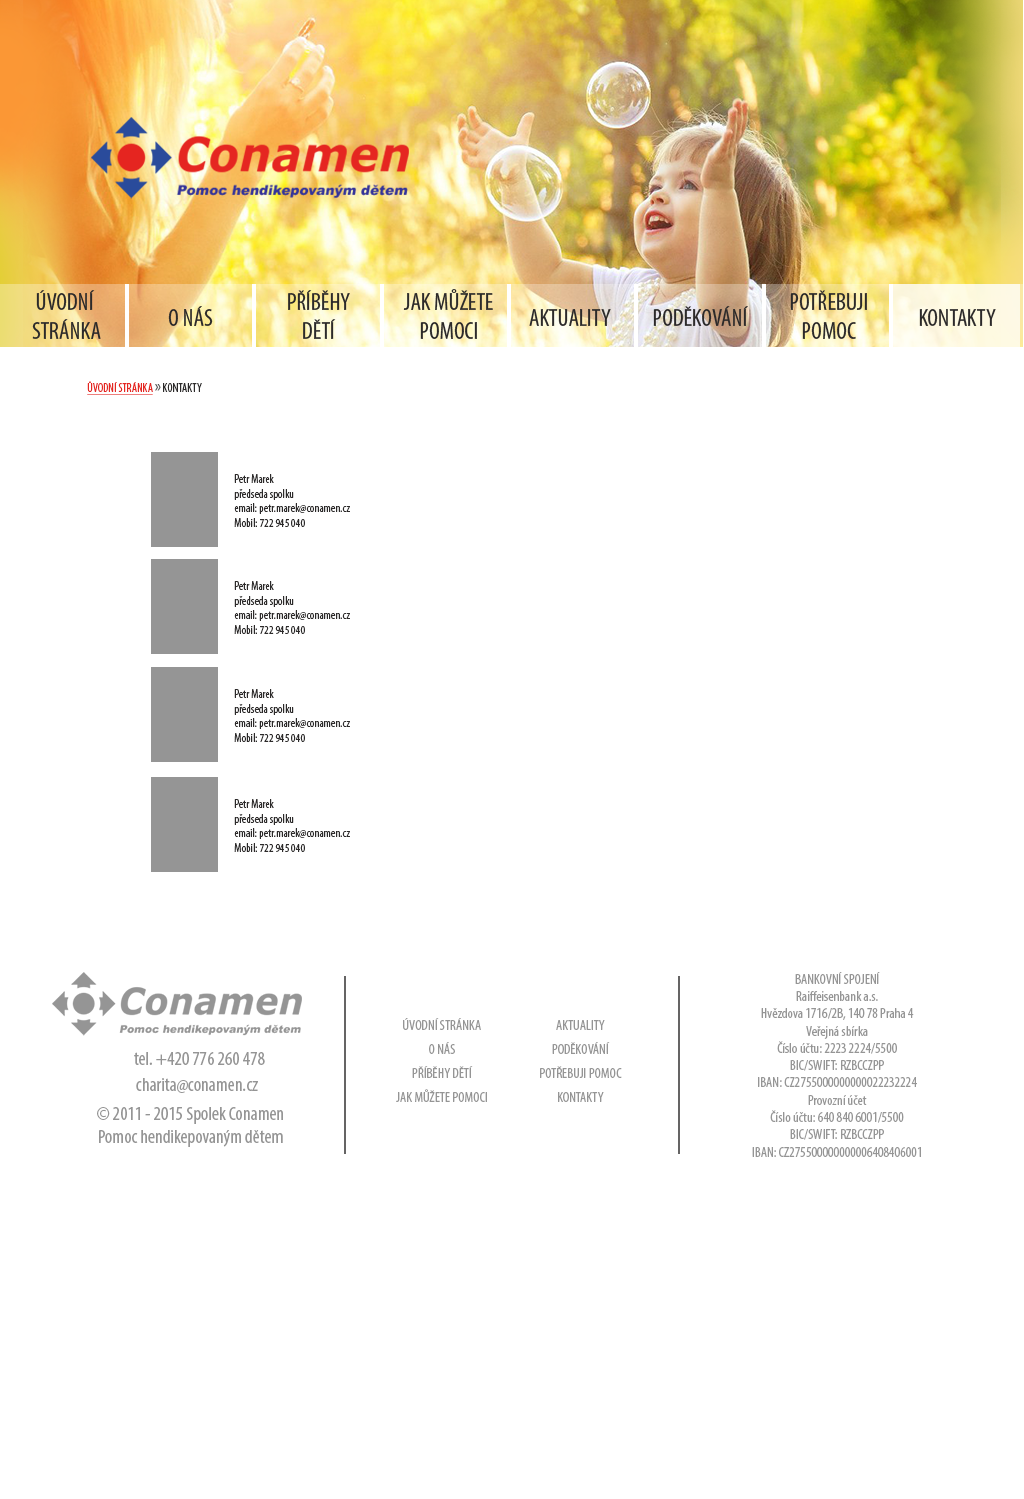 Conamen
Pomoc hendikepovaným dětem
ÚVODNÍ
STRÁNKA
O NÁS
PŘÍBĚHY
DĚTÍ
JAK MŮŽETE
POMOCI
AKTUALITY
PODĚKOVÁNÍ
POTŘEBUJI
POMOC
KONTAKTY
ÚVODNÍ STRÁNKA » KONTAKTY
Petr Marek
předseda spolku
email: petr.marek@conamen.cz
Mobil: 722 945 040
Petr Marek
předseda spolku
email: petr.marek@conamen.cz
Mobil: 722 945 040
Petr Marek
předseda spolku
email: petr.marek@conamen.cz
Mobil: 722 945 040
Petr Marek
předseda spolku
email: petr.marek@conamen.cz
Mobil: 722 945 040
Conamen
Pomoc hendikepovaným dětem
tel. +420 776 260 478
charita@conamen.cz
© 2011 - 2015 Spolek Conamen
Pomoc hendikepovaným dětem
ÚVODNÍ STRÁNKA
O NÁS
PŘÍBĚHY DĚTÍ
JAK MŮŽETE POMOCI
AKTUALITY
PODĚKOVÁNÍ
POTŘEBUJI POMOC
KONTAKTY
BANKOVNÍ SPOJENÍ
Raiffeisenbank a.s.
Hvězdova 1716/2B, 140 78 Praha 4
Veřejná sbírka
Číslo účtu: 2223 2224/5500
BIC/SWIFT: RZBCCZPP
IBAN: CZ2755000000000022232224
Provozní účet
Číslo účtu: 640 840 6001/5500
BIC/SWIFT: RZBCCZPP
IBAN: CZ275500000000006408406001